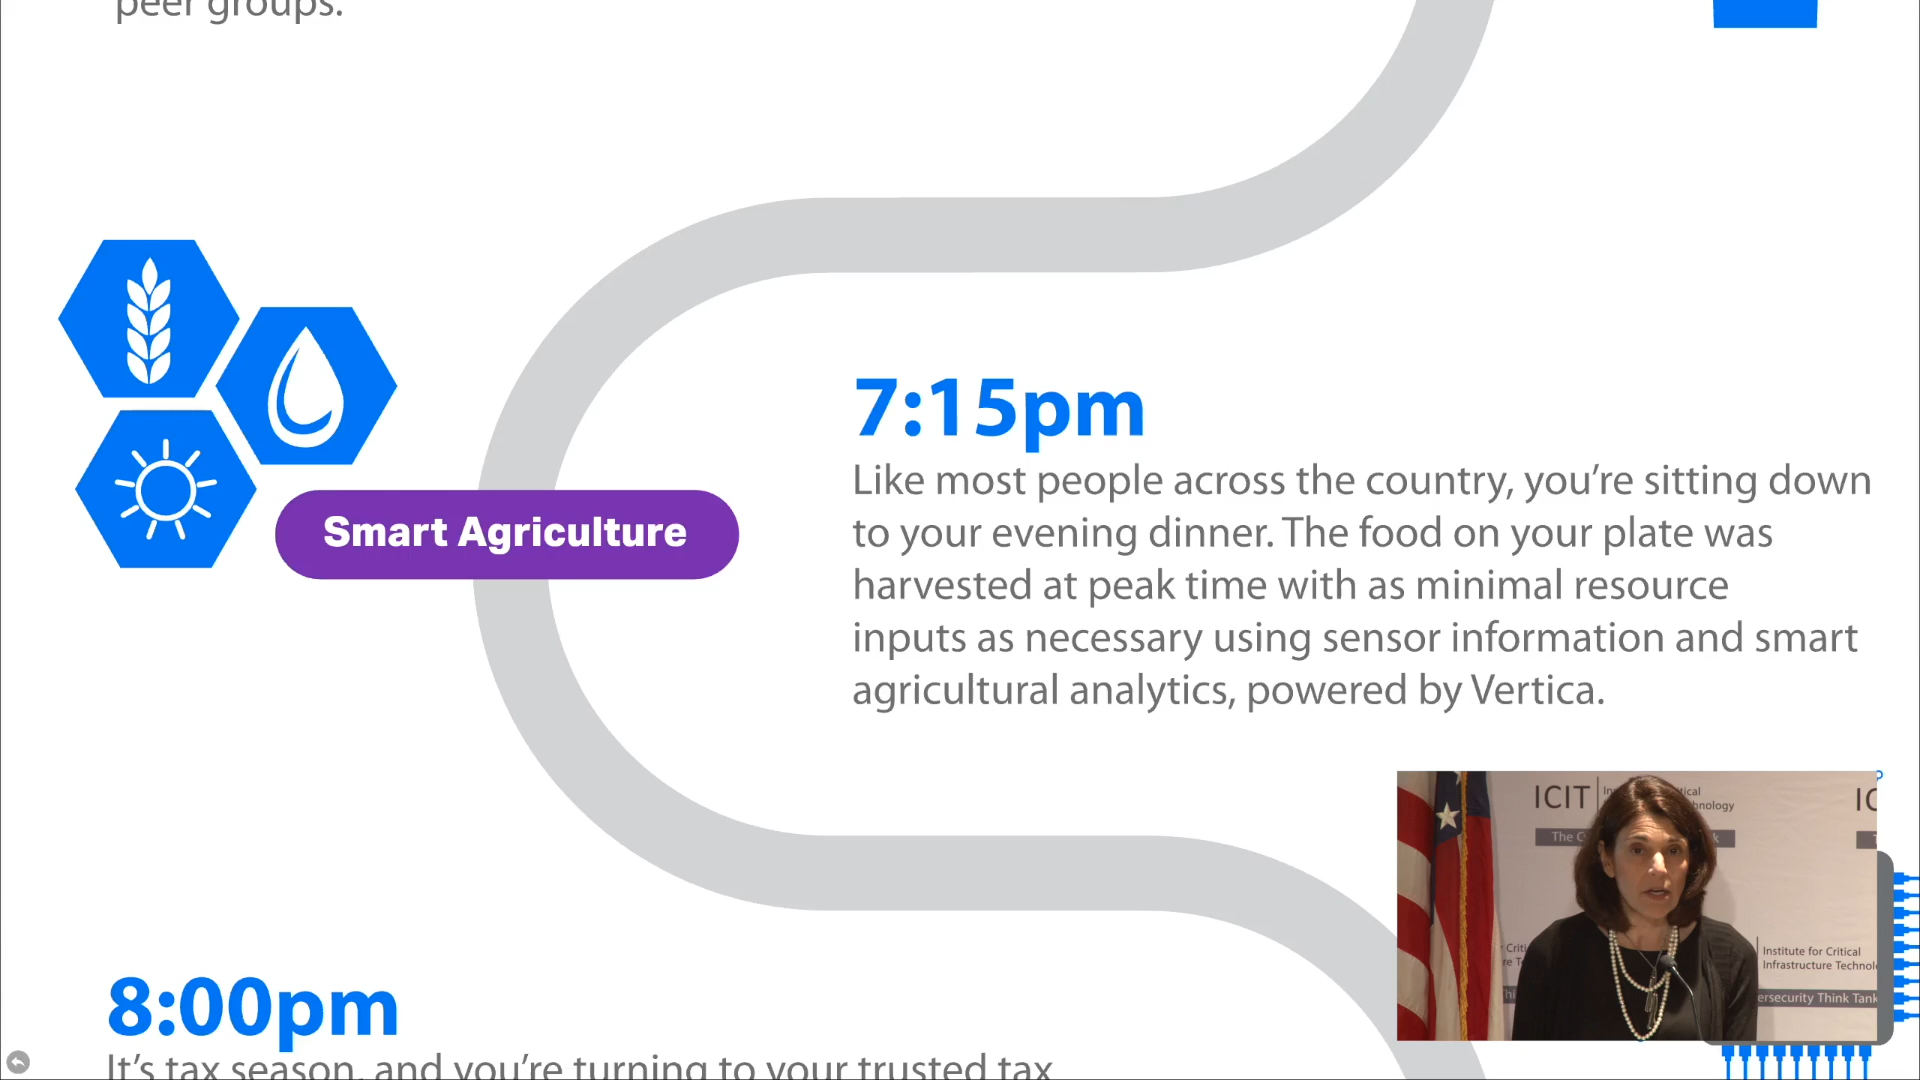 peer groups.
Smart Agriculture
7:15pm
Like most people across the country, you’re sitting down
to your evening dinner. The food on your plate was
harvested at peak time with as minimal resource
inputs as necessary using sensor information and smart
agricultural analytics, powered by Vertica.
8:00pm
It’s tax season, and you’re turning to your trusted tax
ICIT
IC
The
Institute for Critical
Infrastructure Technol
ersecurity Think Tank